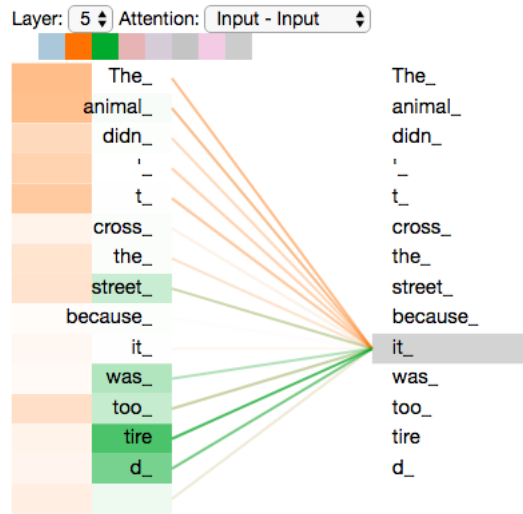 Layer: 5 Attention: Input - Input
The_ The_
animal_ animal_
didn_ didn_
'_ '_
t_ t_
cross_ cross_
the_ the_
street_ street_
because_ because_
it_ it_
was_ was_
too_ too_
tire tire
d_ d_